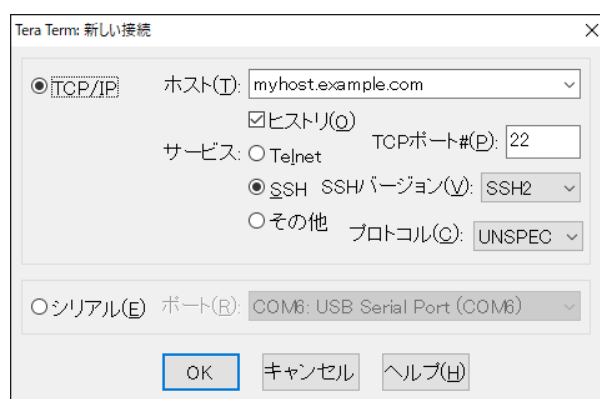 Tera Term: 新しい接続
TCP/IP ホスト(T): myhost.example.com
ヒストリ(O)
サービス: Telnet TCPポート#(P): 22
SSH SSHバージョン(V): SSH2
その他 プロトコル(C): UNSPEC
シリアル(E) ポート(R): COM6: USB Serial Port (COM6)
OK キャンセル ヘルプ(H)